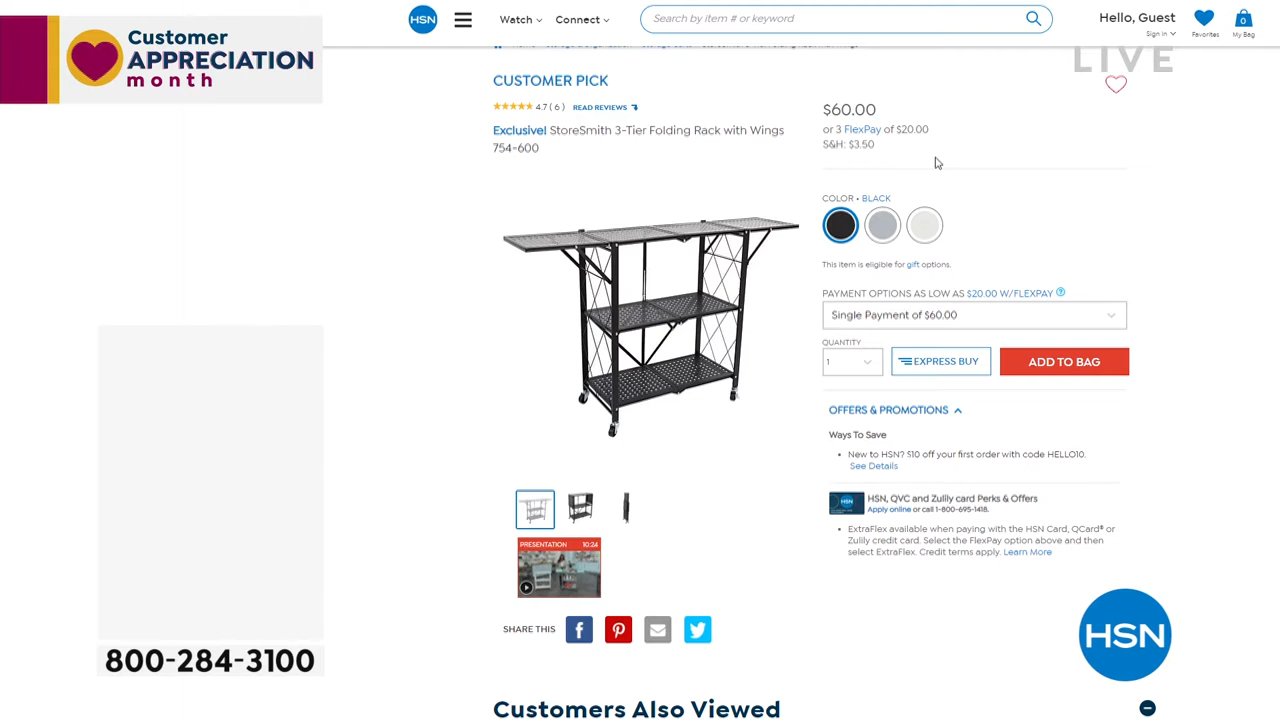 Customer
APPRECIATION
month
HSN
Watch
Connect
Search by item # or keyword
Hello, Guest
Sign in
Favorites
0
My Bag
LIVE
CUSTOMER PICK
4.7 ( 6 ) READ REVIEWS
Exclusive! StoreSmith 3-Tier Folding Rack with Wings
754-600
$60.00
or 3 FlexPay of $20.00
S&H: $3.50
COLOR • BLACK
This item is eligible for gift options.
PAYMENT OPTIONS AS LOW AS $20.00 W/FLEXPAY ?
Single Payment of $60.00
QUANTITY
1
EXPRESS BUY
ADD TO BAG
OFFERS & PROMOTIONS
Ways To Save
• New to HSN? $10 off your first order with code HELLO10.
See Details
HSN
HSN, QVC and Zulily card Perks & Offers
Apply online or call 1-800-695-1418.
• ExtraFlex available when paying with the HSN Card, QCard® or
Zulily credit card. Select the FlexPay option above and then
select ExtraFlex. Credit terms apply. Learn More
PRESENTATION 10:24
SHARE THIS
HSN
800-284-3100
Customers Also Viewed